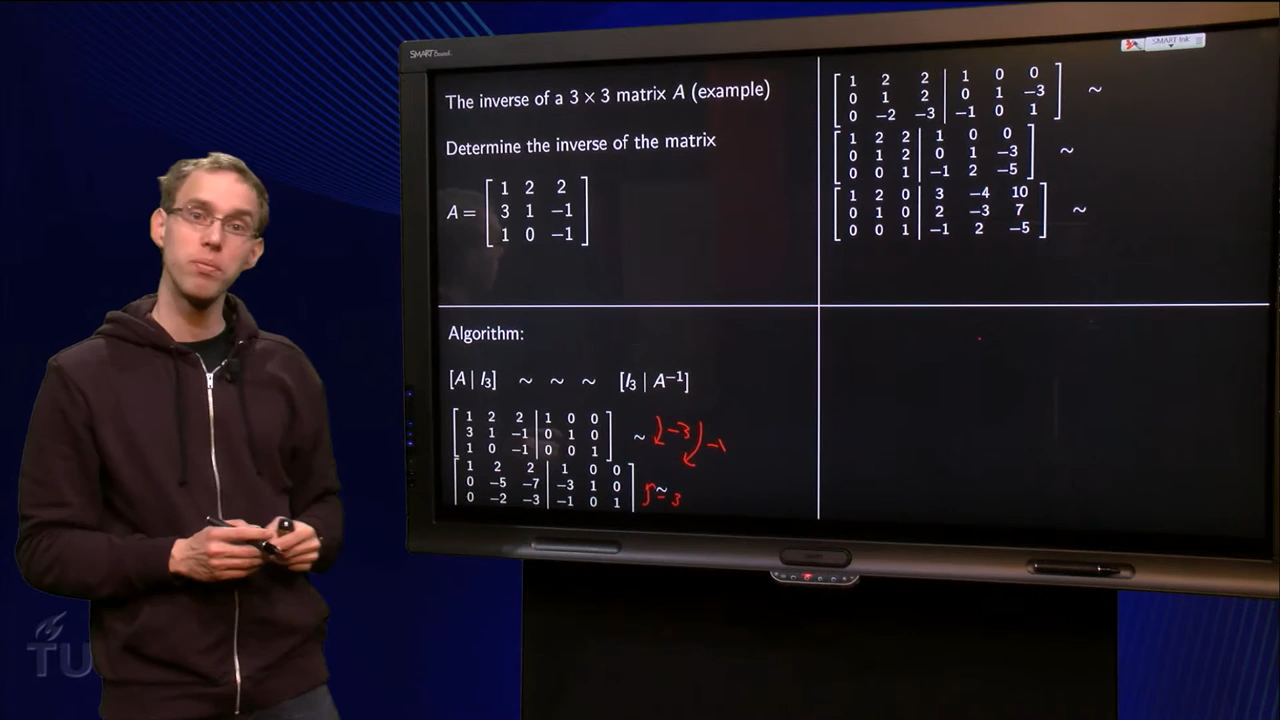 SMART Board
SMART Ink
The inverse of a 3 × 3 matrix A (example)
Determine the inverse of the matrix
A = [ 1 2 2
3 1 −1
1 0 −1 ]
Algorithm:
[A | I₃] ~ ~ ~ [I₃ | A⁻¹]
[ 1 2 2 | 1 0 0
3 1 −1 | 0 1 0
1 0 −1 | 0 0 1 ] ~ −3 −1
[ 1 2 2 | 1 0 0
0 −5 −7 | −3 1 0
0 −2 −3 | −1 0 1 ] ~ −3
[ 1 2 2 | 1 0 0
0 1 2 | 0 1 −3
0 −2 −3 | −1 0 1 ] ~
[ 1 2 2 | 1 0 0
0 1 2 | 0 1 −3
0 0 1 | −1 2 −5 ] ~
[ 1 2 0 | 3 −4 10
0 1 0 | 2 −3 7
0 0 1 | −1 2 −5 ] ~
TU